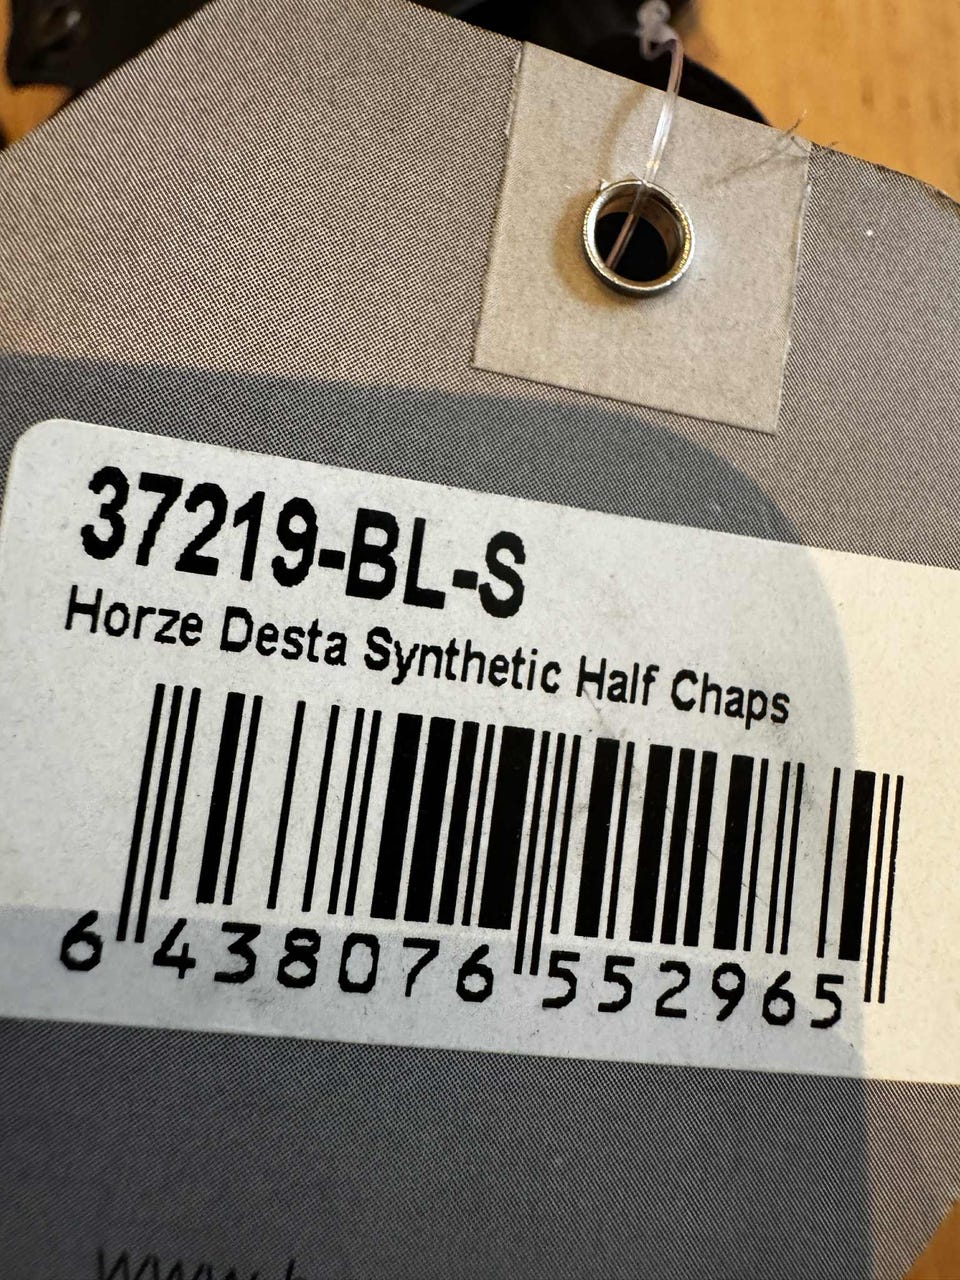 37219-BL-S
Horze Desta Synthetic Half Chaps
6 438076 552965